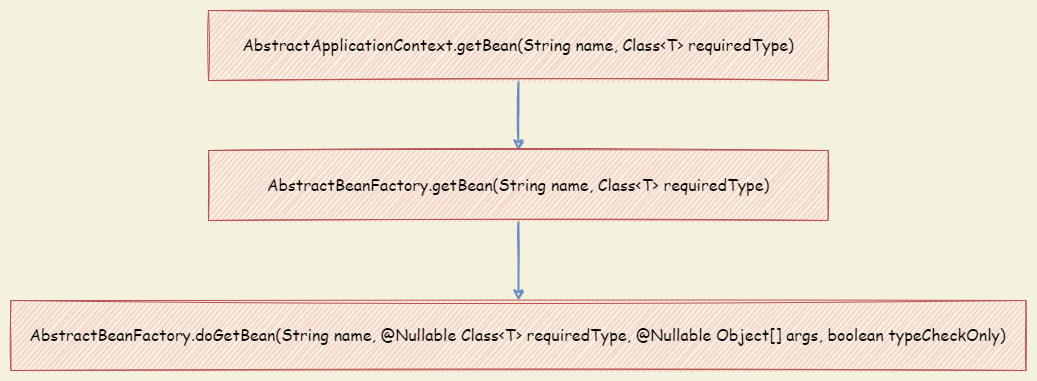 AbstractApplicationContext.getBean(String name, Class<T> requiredType)
AbstractBeanFactory.getBean(String name, Class<T> requiredType)
AbstractBeanFactory.doGetBean(String name, @Nullable Class<T> requiredType, @Nullable Object[] args, boolean typeCheckOnly)